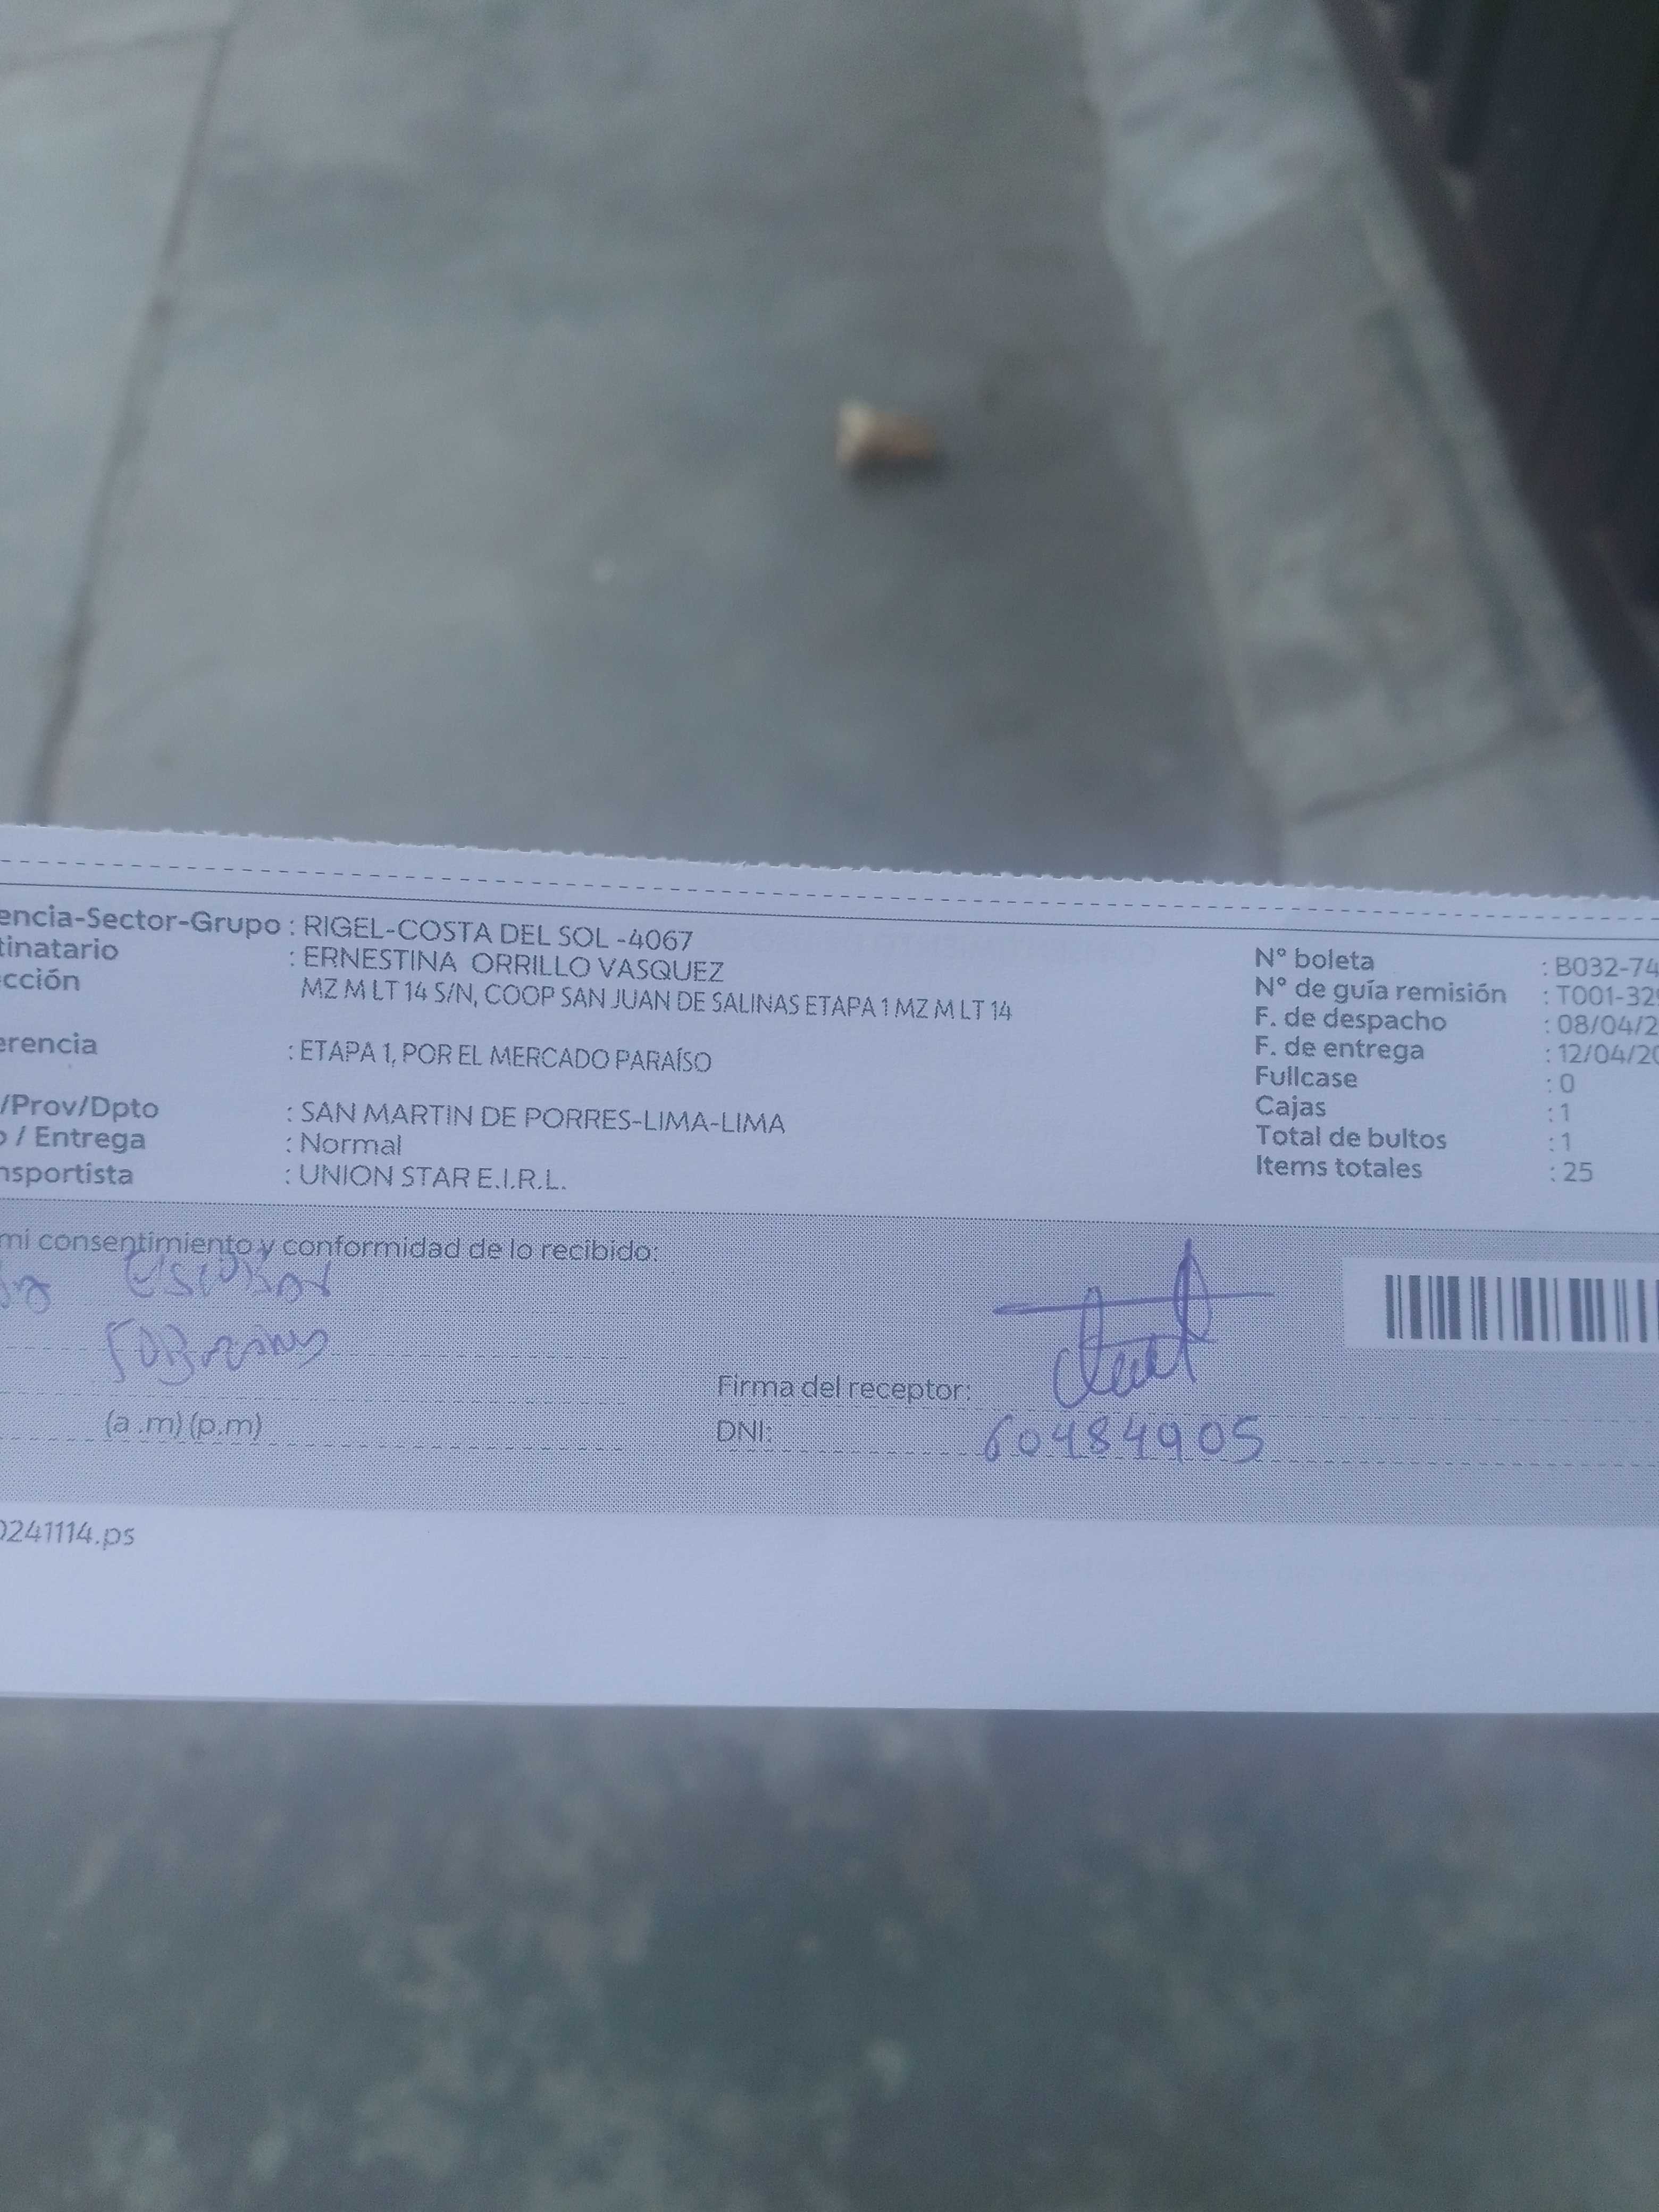 encia-Sector-Grupo : RIGEL-COSTA DEL SOL -4067
tinatario : ERNESTINA ORRILLO VASQUEZ
cción MZ M LT 14 S/N, COOP SAN JUAN DE SALINAS ETAPA 1 MZ M LT 14
erencia : ETAPA 1, POR EL MERCADO PARAÍSO
/Prov/Dpto : SAN MARTIN DE PORRES-LIMA-LIMA
o / Entrega : Normal
nsportista : UNION STAR E.I.R.L.
N° boleta : B032-74
N° de guía remisión : T001-329
F. de despacho : 08/04/2
F. de entrega : 12/04/20
Fullcase : 0
Cajas : 1
Total de bultos : 1
Items totales : 25
mi consentimiento y conformidad de lo recibido:
escobar
Firma del receptor:
(a .m) (p.m)
DNI: 60484905
0241114.ps